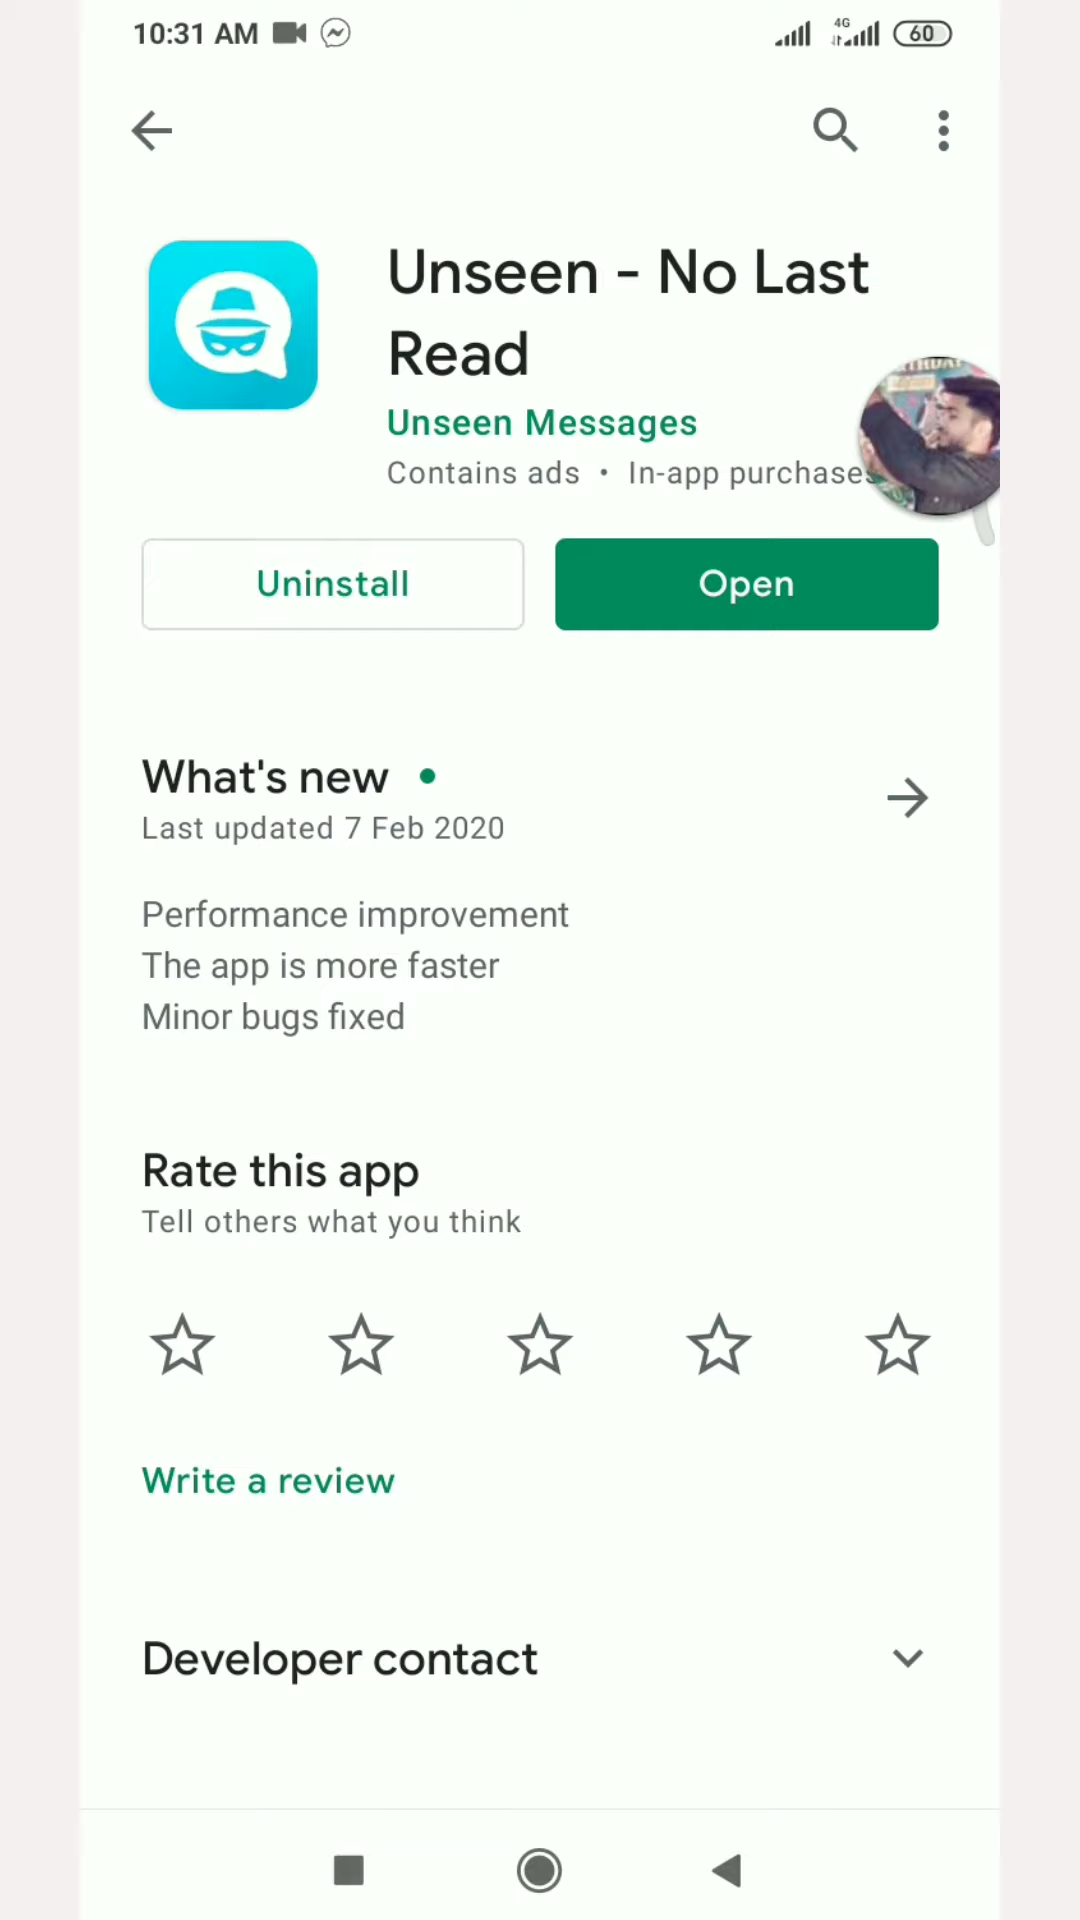 10:31 AM
4G
60
Unseen - No Last
Read
Unseen Messages
Contains ads • In-app purchases
Uninstall
Open
What's new
Last updated 7 Feb 2020
Performance improvement
The app is more faster
Minor bugs fixed
Rate this app
Tell others what you think
Write a review
Developer contact